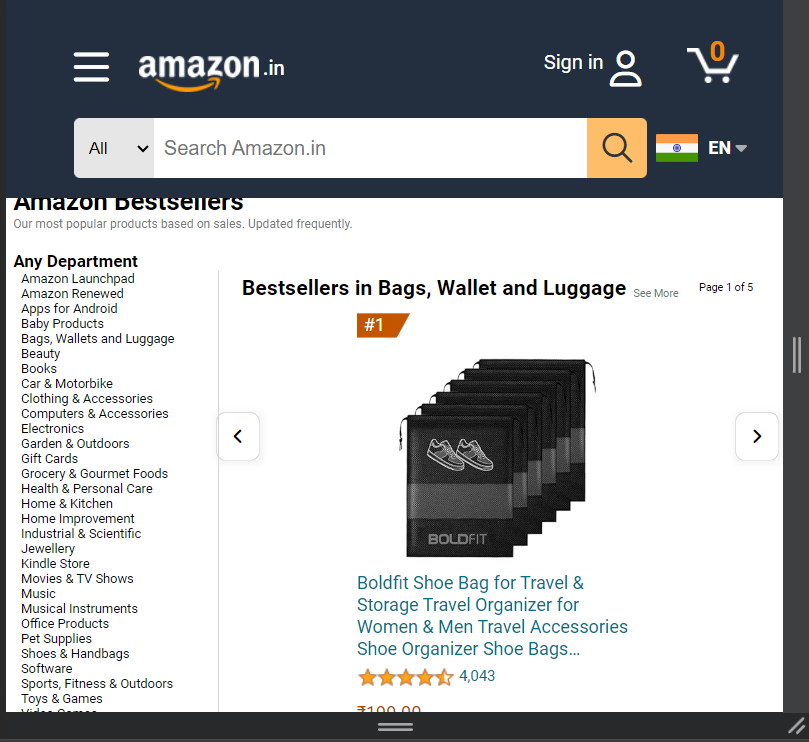 amazon.in
Sign in
0
All
Search Amazon.in
EN
Amazon Bestsellers
Our most popular products based on sales. Updated frequently.
Any Department
Amazon Launchpad
Amazon Renewed
Apps for Android
Baby Products
Bags, Wallets and Luggage
Beauty
Books
Car & Motorbike
Clothing & Accessories
Computers & Accessories
Electronics
Garden & Outdoors
Gift Cards
Grocery & Gourmet Foods
Health & Personal Care
Home & Kitchen
Home Improvement
Industrial & Scientific
Jewellery
Kindle Store
Movies & TV Shows
Music
Musical Instruments
Office Products
Pet Supplies
Shoes & Handbags
Software
Sports, Fitness & Outdoors
Toys & Games
Video Games
Bestsellers in Bags, Wallet and Luggage See More
Page 1 of 5
#1
BOLDFIT
Boldfit Shoe Bag for Travel &
Storage Travel Organizer for
Women & Men Travel Accessories
Shoe Organizer Shoe Bags...
4,043